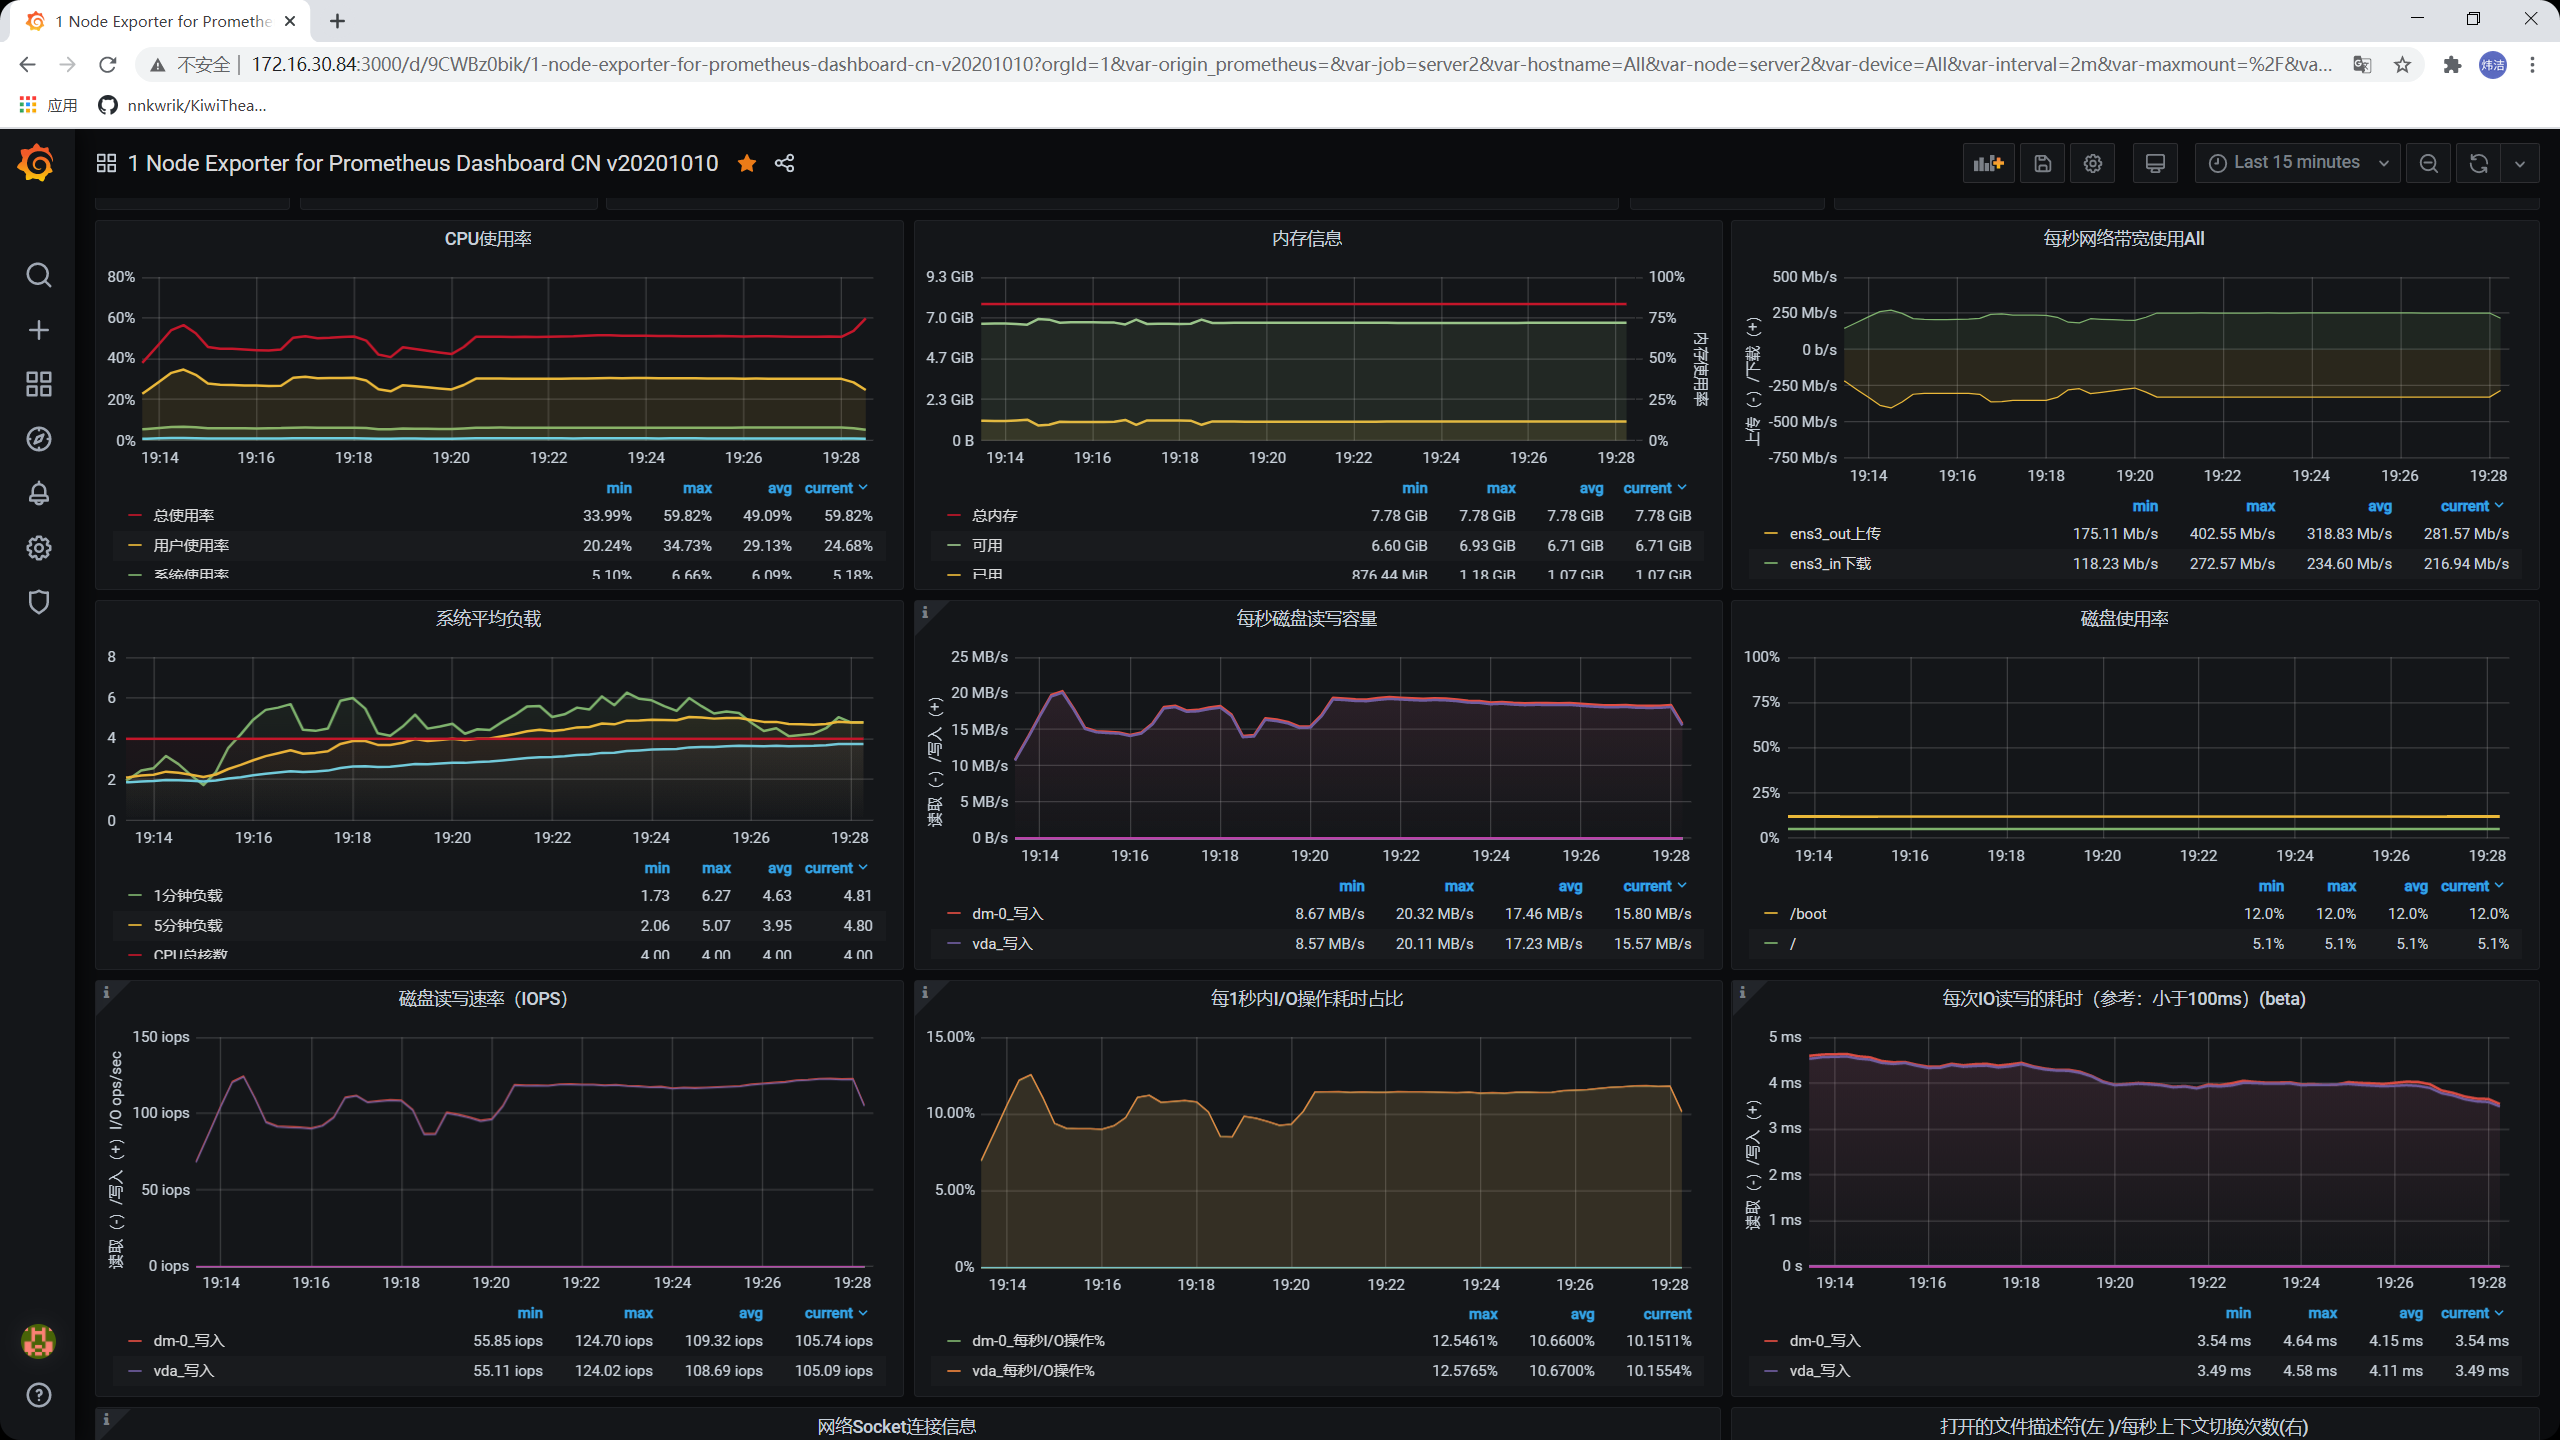 1 Node Exporter for Promethe
不安全 | 172.16.30.84:3000/d/9CWBz0bik/1-node-exporter-for-prometheus-dashboard-cn-v20201010?orgId=1&var-origin_prometheus=&var-job=server2&var-hostname=All&var-node=server2&var-device=All&var-interval=2m&var-maxmount=%2F&va...
炜洁
应用 nnkwrik/KiwiThea...
1 Node Exporter for Prometheus Dashboard CN v20201010
Last 15 minutes
CPU使用率
80%
60%
40%
20%
0%
19:14 19:16 19:18 19:20 19:22 19:24 19:26 19:28
min max avg current
总使用率 33.99% 59.82% 49.09% 59.82%
用户使用率 20.24% 34.73% 29.13% 24.68%
系统使用率 5.10% 6.66% 6.09% 5.18%
内存信息
9.3 GiB 100%
7.0 GiB 75%
4.7 GiB 50%
2.3 GiB 25%
0 B 0%
内存使用率
19:14 19:16 19:18 19:20 19:22 19:24 19:26 19:28
min max avg current
总内存 7.78 GiB 7.78 GiB 7.78 GiB 7.78 GiB
可用 6.60 GiB 6.93 GiB 6.71 GiB 6.71 GiB
已用 876.44 MiB 1.18 GiB 1.07 GiB 1.07 GiB
每秒网络带宽使用All
上传（-）/下载（+）
500 Mb/s
250 Mb/s
0 b/s
-250 Mb/s
-500 Mb/s
-750 Mb/s
19:14 19:16 19:18 19:20 19:22 19:24 19:26 19:28
min max avg current
ens3_out上传 175.11 Mb/s 402.55 Mb/s 318.83 Mb/s 281.57 Mb/s
ens3_in下载 118.23 Mb/s 272.57 Mb/s 234.60 Mb/s 216.94 Mb/s
系统平均负载
8
6
4
2
0
19:14 19:16 19:18 19:20 19:22 19:24 19:26 19:28
min max avg current
1分钟负载 1.73 6.27 4.63 4.81
5分钟负载 2.06 5.07 3.95 4.80
CPU总核数 4.00 4.00 4.00 4.00
每秒磁盘读写容量
读取（-）/写入（+）
25 MB/s
20 MB/s
15 MB/s
10 MB/s
5 MB/s
0 B/s
19:14 19:16 19:18 19:20 19:22 19:24 19:26 19:28
min max avg current
dm-0_写入 8.67 MB/s 20.32 MB/s 17.46 MB/s 15.80 MB/s
vda_写入 8.57 MB/s 20.11 MB/s 17.23 MB/s 15.57 MB/s
磁盘使用率
100%
75%
50%
25%
0%
19:14 19:16 19:18 19:20 19:22 19:24 19:26 19:28
min max avg current
/boot 12.0% 12.0% 12.0% 12.0%
/ 5.1% 5.1% 5.1% 5.1%
磁盘读写速率（IOPS）
读取（-）/写入（+）I/O ops/sec
150 iops
100 iops
50 iops
0 iops
19:14 19:16 19:18 19:20 19:22 19:24 19:26 19:28
min max avg current
dm-0_写入 55.85 iops 124.70 iops 109.32 iops 105.74 iops
vda_写入 55.11 iops 124.02 iops 108.69 iops 105.09 iops
每1秒内I/O操作耗时占比
15.00%
10.00%
5.00%
0%
19:14 19:16 19:18 19:20 19:22 19:24 19:26 19:28
max avg current
dm-0_每秒I/O操作% 12.5461% 10.6600% 10.1511%
vda_每秒I/O操作% 12.5765% 10.6700% 10.1554%
每次IO读写的耗时（参考：小于100ms）(beta)
读取（-）/写入（+）
5 ms
4 ms
3 ms
2 ms
1 ms
0 s
19:14 19:16 19:18 19:20 19:22 19:24 19:26 19:28
min max avg current
dm-0_写入 3.54 ms 4.64 ms 4.15 ms 3.54 ms
vda_写入 3.49 ms 4.58 ms 4.11 ms 3.49 ms
网络Socket连接信息
打开的文件描述符(左 )/每秒上下文切换次数(右)